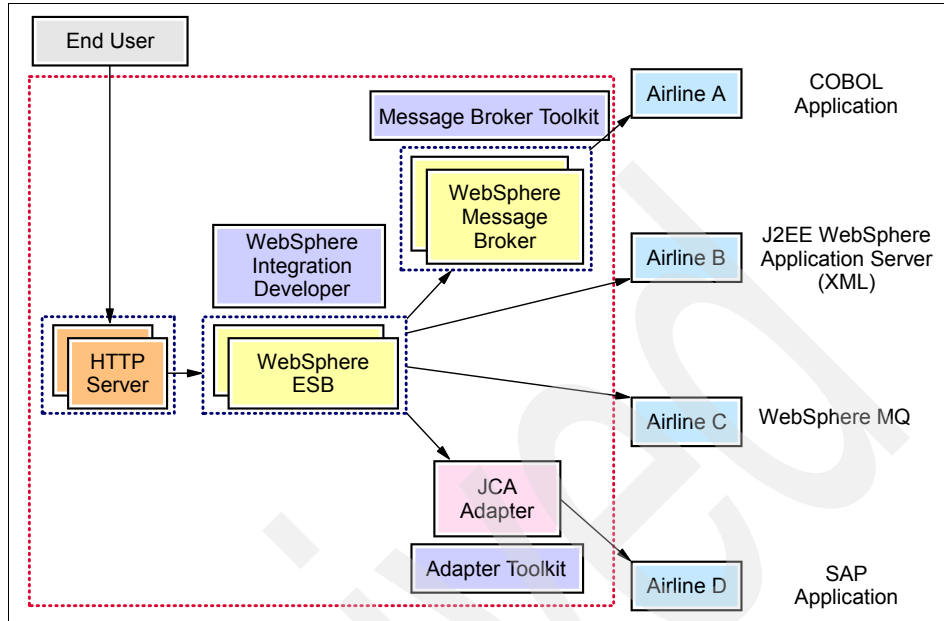 End User
Airline A
COBOL
Application
Message Broker Toolkit
WebSphere
Message
Broker
WebSphere
Integration
Developer
Airline B
J2EE WebSphere
Application Server
(XML)
HTTP
Server
WebSphere
ESB
Airline C
WebSphere MQ
JCA
Adapter
Adapter Toolkit
Airline D
SAP
Application